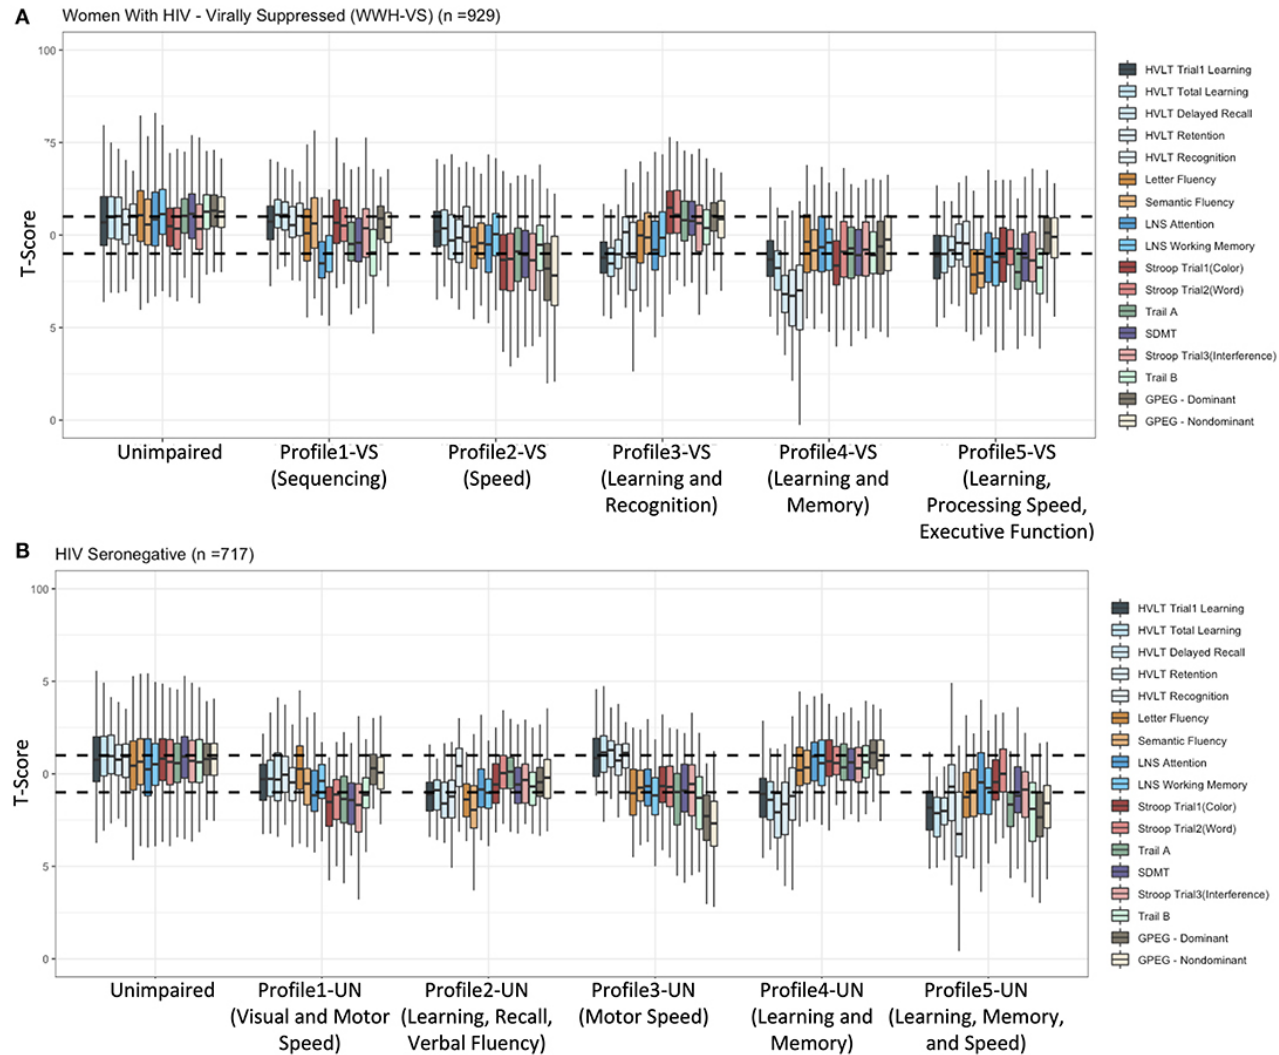 A
Women With HIV - Virally Suppressed (WWH-VS) (n =929)
T-Score
100
75
0
5
0
Unimpaired
Profile1-VS
(Sequencing)
Profile2-VS
(Speed)
Profile3-VS
(Learning and
Recognition)
Profile4-VS
(Learning and
Memory)
Profile5-VS
(Learning,
Processing Speed,
Executive Function)
HVLT Trial1 Learning
HVLT Total Learning
HVLT Delayed Recall
HVLT Retention
HVLT Recognition
Letter Fluency
Semantic Fluency
LNS Attention
LNS Working Memory
Stroop Trial1(Color)
Stroop Trial2(Word)
Trail A
SDMT
Stroop Trial3(Interference)
Trail B
GPEG - Dominant
GPEG - Nondominant
B
HIV Seronegative (n =717)
T-Score
100
5
0
5
0
Unimpaired
Profile1-UN
(Visual and Motor
Speed)
Profile2-UN
(Learning, Recall,
Verbal Fluency)
Profile3-UN
(Motor Speed)
Profile4-UN
(Learning and
Memory)
Profile5-UN
(Learning, Memory,
and Speed)
HVLT Trial1 Learning
HVLT Total Learning
HVLT Delayed Recall
HVLT Retention
HVLT Recognition
Letter Fluency
Semantic Fluency
LNS Attention
LNS Working Memory
Stroop Trial1(Color)
Stroop Trial2(Word)
Trail A
SDMT
Stroop Trial3(Interference)
Trail B
GPEG - Dominant
GPEG - Nondominant